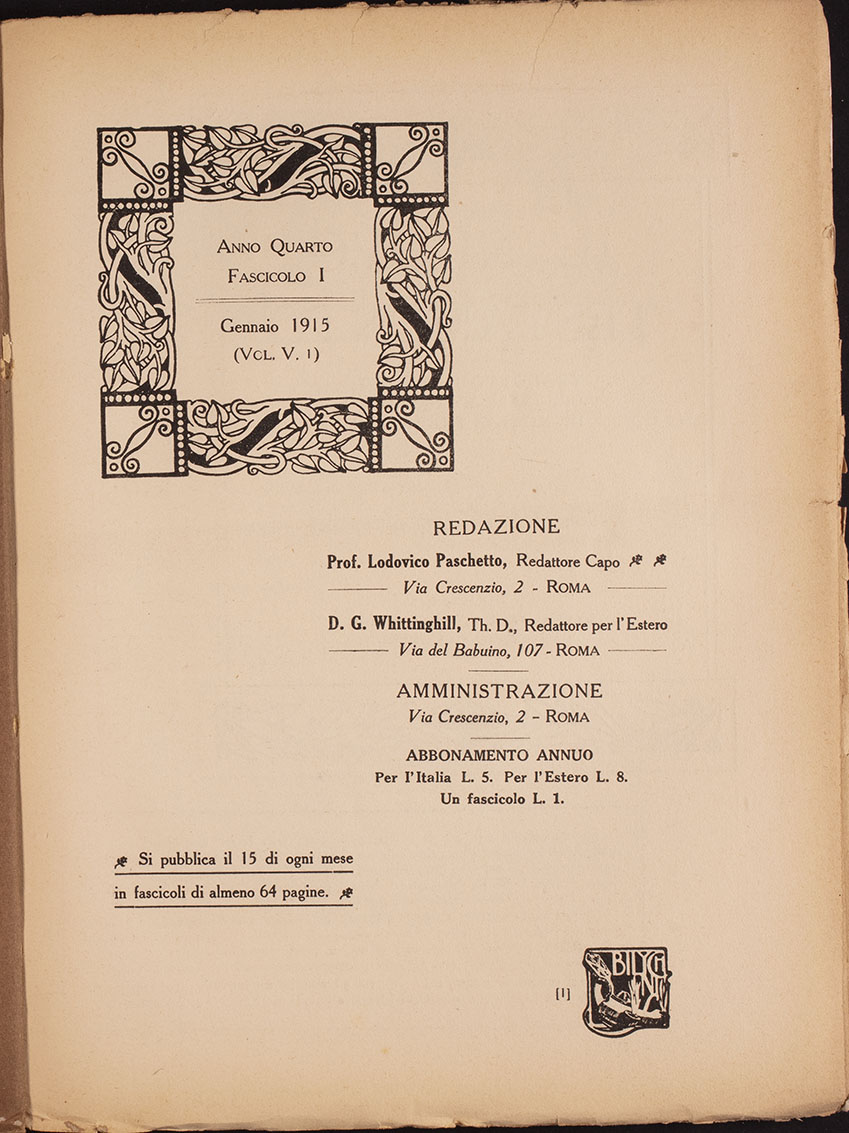 ANNO QUARTO
FASCICOLO I
Gennaio 1915
(VOL. V. 1)
REDAZIONE
Prof. Lodovico Paschetto, Redattore Capo
Via Crescenzio, 2 - ROMA
D. G. Whittinghill, Th. D., Redattore per l'Estero
Via del Babuino, 107 - ROMA
AMMINISTRAZIONE
Via Crescenzio, 2 - ROMA
ABBONAMENTO ANNUO
Per l'Italia L. 5. Per l'Estero L. 8.
Un fascicolo L. 1.
Si pubblica il 15 di ogni mese
in fascicoli di almeno 64 pagine.
BILYCH
NIS
[1]